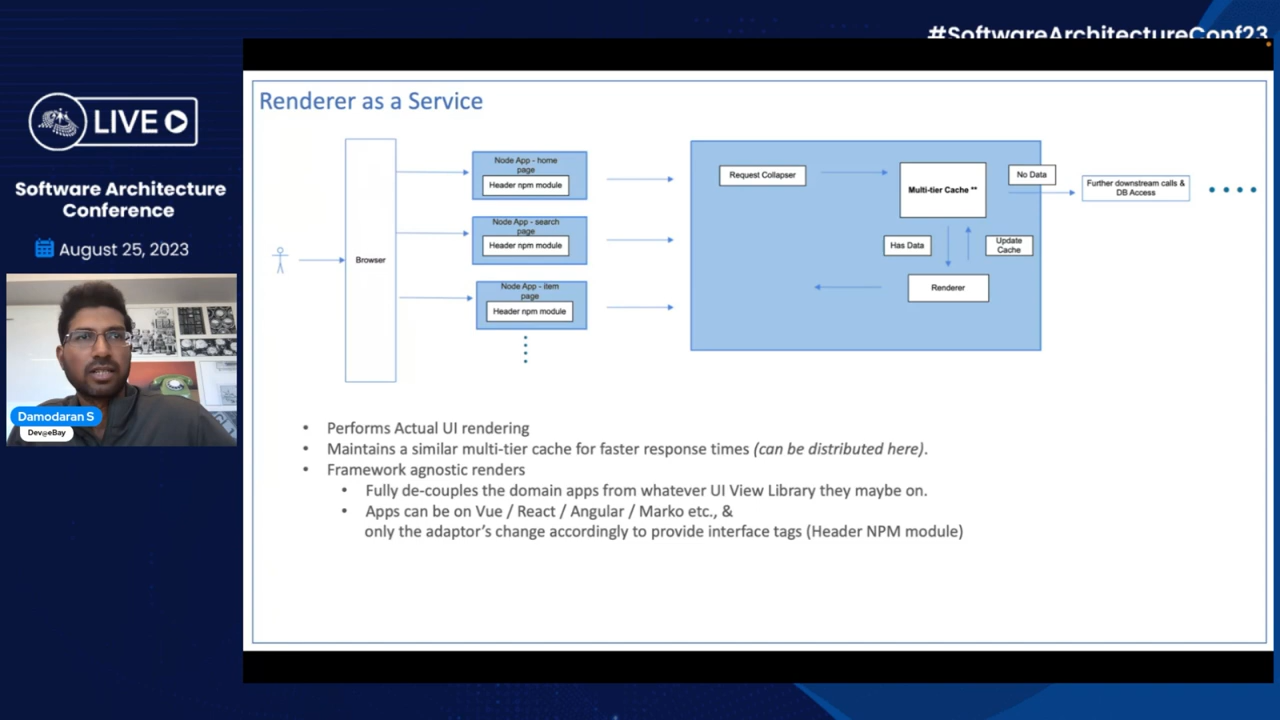 #SoftwareArchitectureConf23
LIVE
Software Architecture
Conference
August 25, 2023
Damodaran S
Dev@eBay
Renderer as a Service
Browser
Node App - home
page
Header npm module
Node App - search
page
Header npm module
Node App - item
page
Header npm module
Request Collapser
Multi-tier Cache **
No Data
Further downstream calls &
DB Access
Has Data
Update
Cache
Renderer
• Performs Actual UI rendering
• Maintains a similar multi-tier cache for faster response times (can be distributed here).
• Framework agnostic renders
• Fully de-couples the domain apps from whatever UI View Library they maybe on.
• Apps can be on Vue / React / Angular / Marko etc., &
only the adaptor's change accordingly to provide interface tags (Header NPM module)